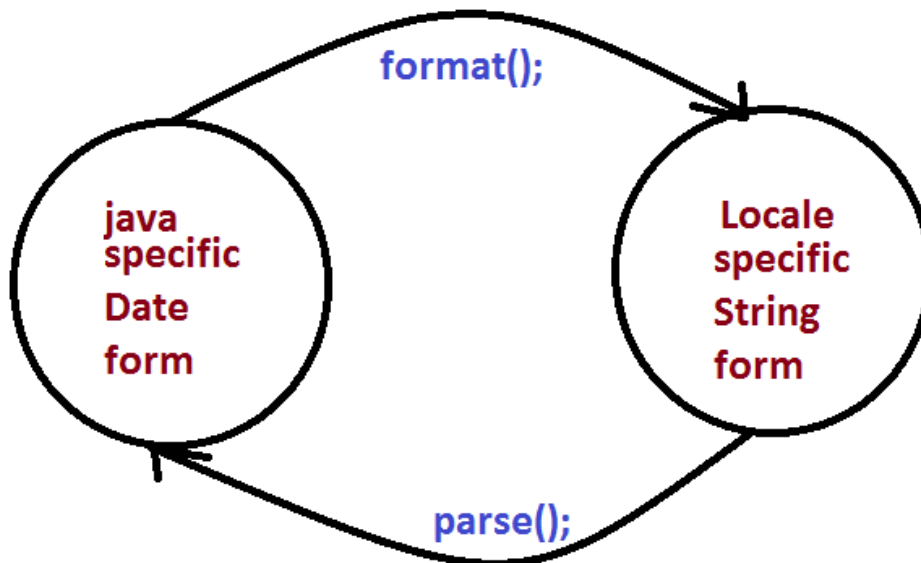 format();
java
specific
Date
form
Locale
specific
String
form
parse();